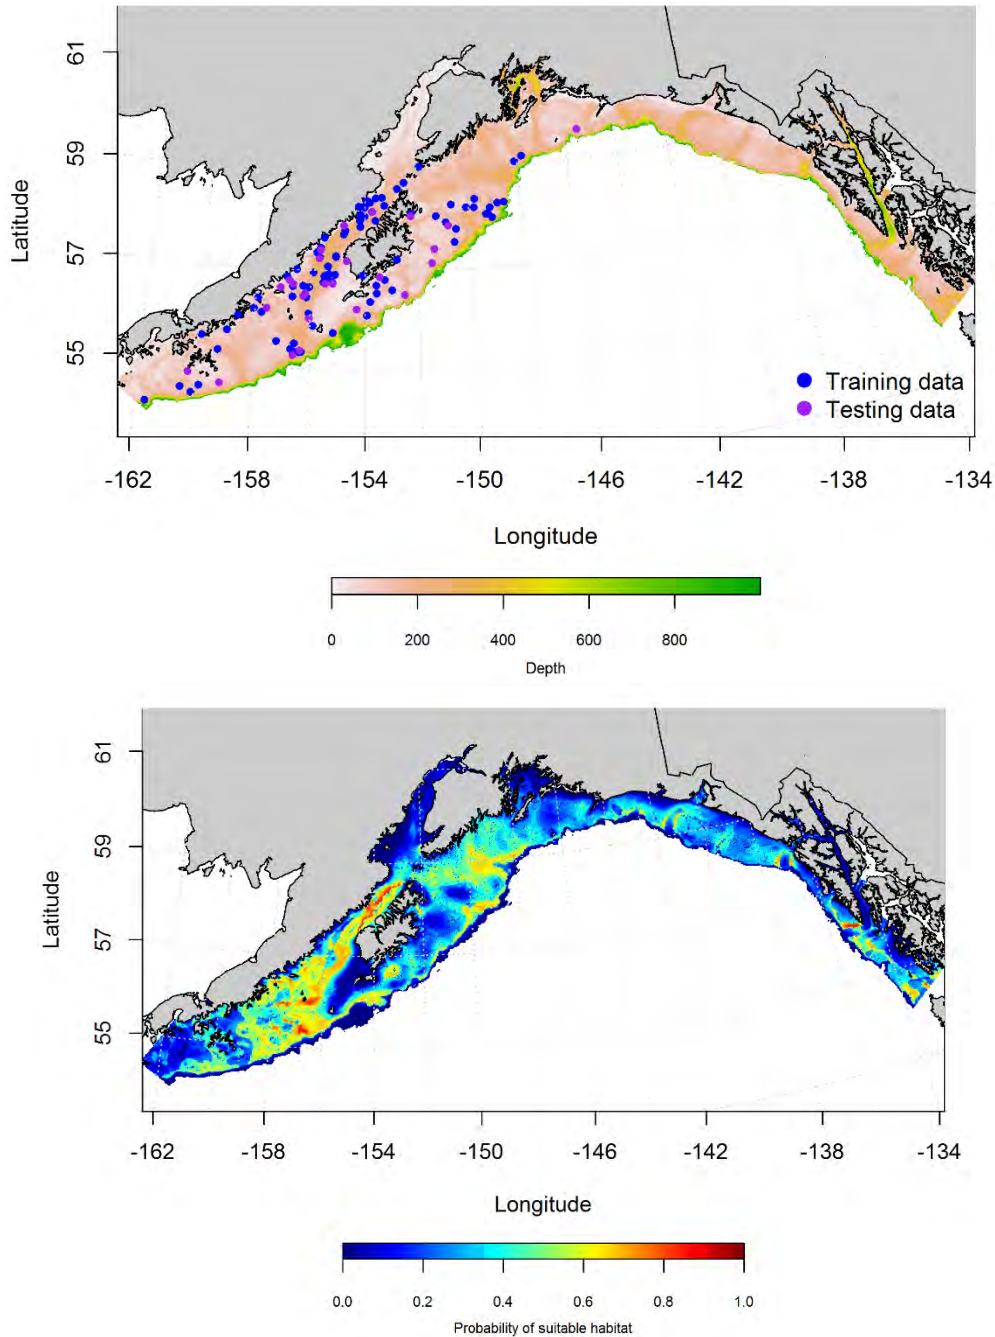 61
59
57
55
Latitude
Training data
Testing data
-162 -158 -154 -150 -146 -142 -138 -134
Longitude
0 200 400 600 800
Depth
61
59
57
55
Latitude
-162 -158 -154 -150 -146 -142 -138 -134
Longitude
0.0 0.2 0.4 0.6 0.8 1.0
Probability of suitable habitat